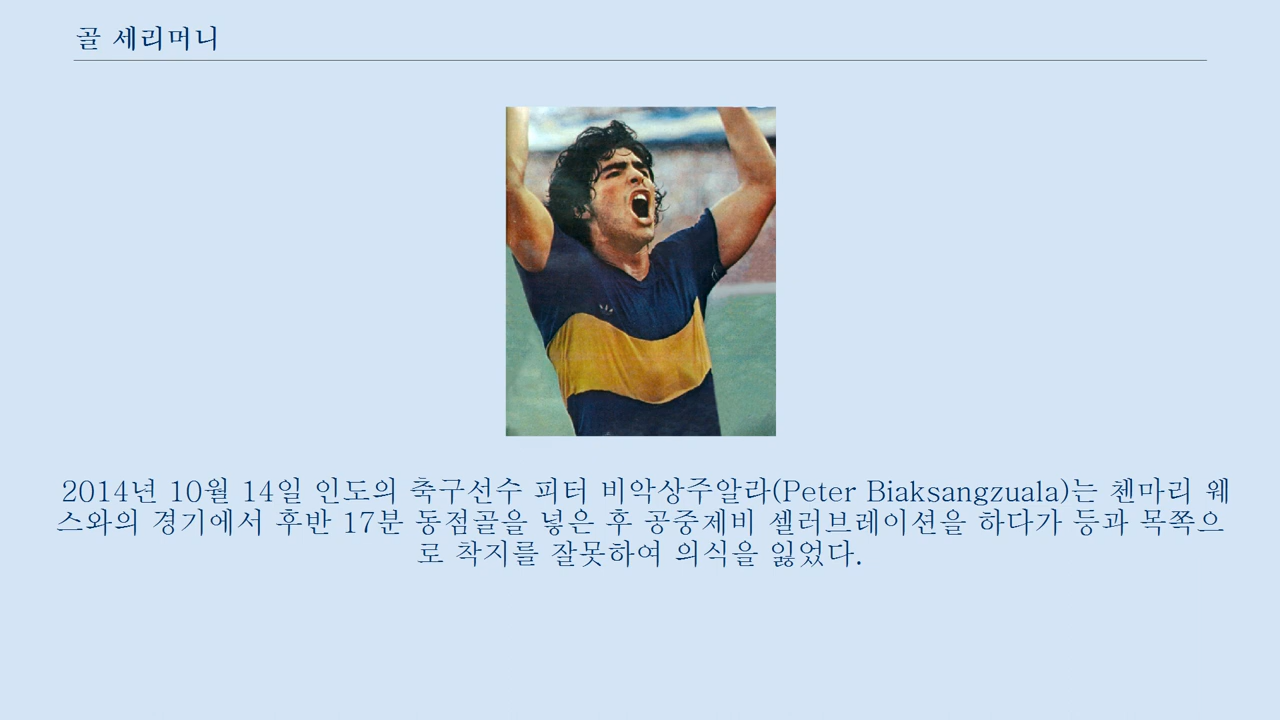 골 세리머니
2014년 10월 14일 인도의 축구선수 피터 비악상주알라(Peter Biaksangzuala)는 첸마리 웨
스와의 경기에서 후반 17분 동점골을 넣은 후 공중제비 셀러브레이션을 하다가 등과 목쪽으
로 착지를 잘못하여 의식을 잃었다.